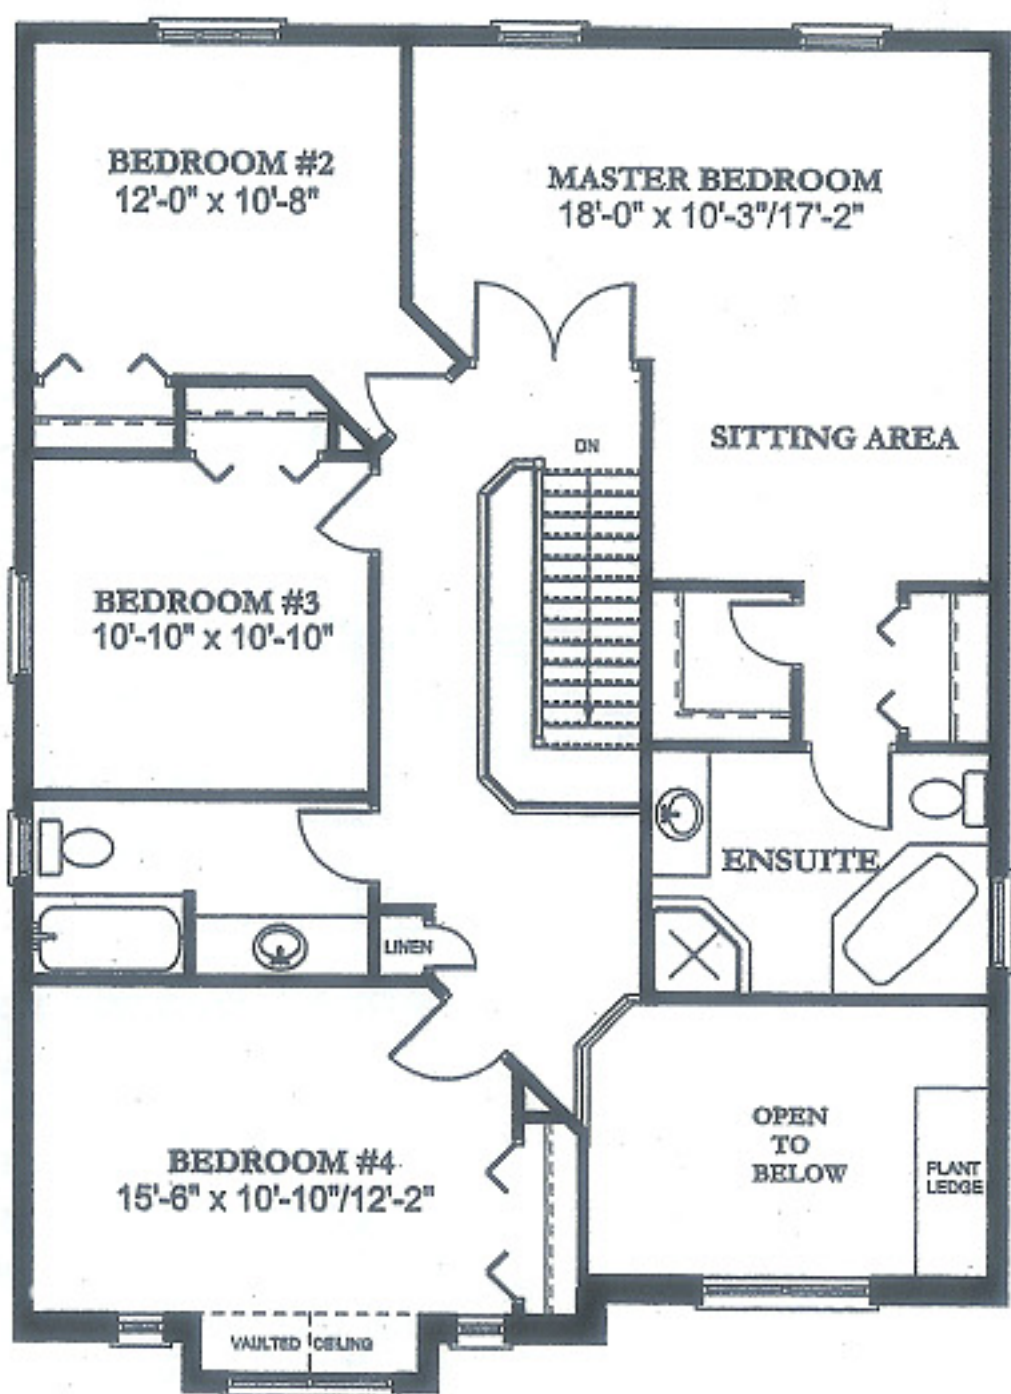 BEDROOM #2
12'-0" x 10'-8"
MASTER BEDROOM
18'-0" x 10'-3"/17'-2"
DN
SITTING AREA
BEDROOM #3
10'-10" x 10'-10"
ENSUITE
LINEN
BEDROOM #4
15'-6" x 10'-10"/12'-2"
OPEN
TO
BELOW
PLANT
LEDGE
VAULTED CEILING